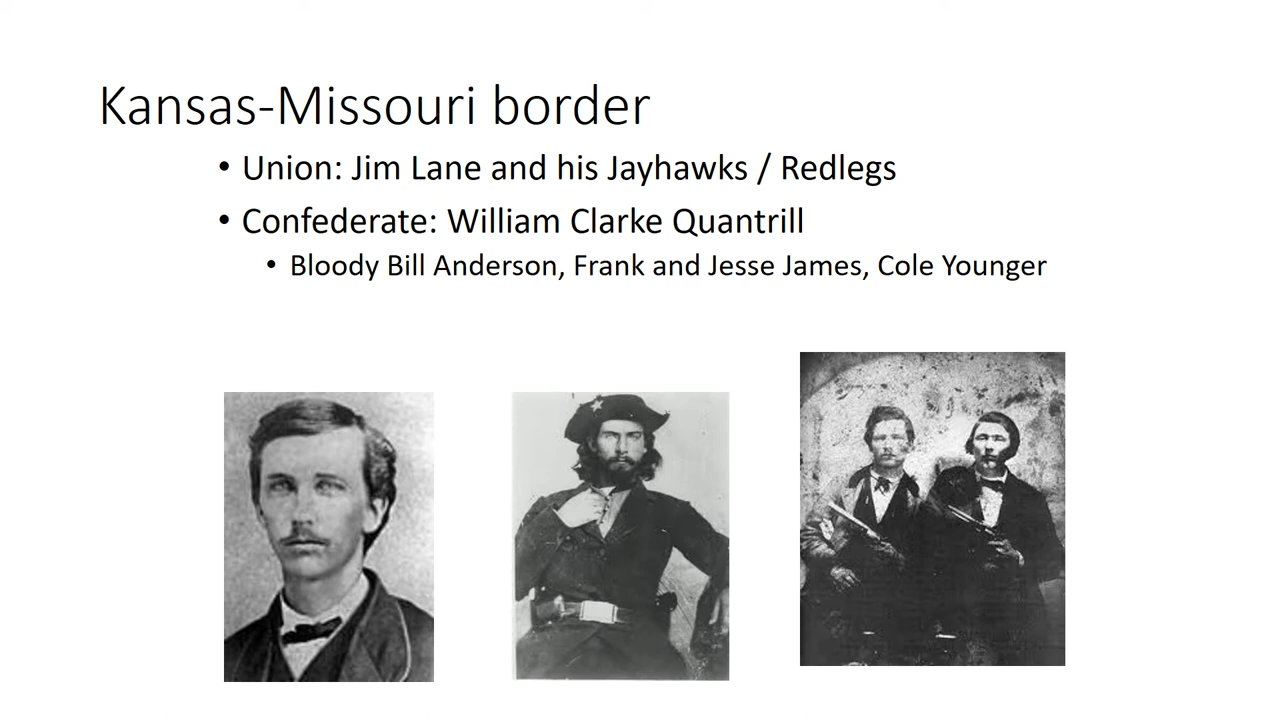 Kansas-Missouri border
• Union: Jim Lane and his Jayhawks / Redlegs
• Confederate: William Clarke Quantrill
• Bloody Bill Anderson, Frank and Jesse James, Cole Younger